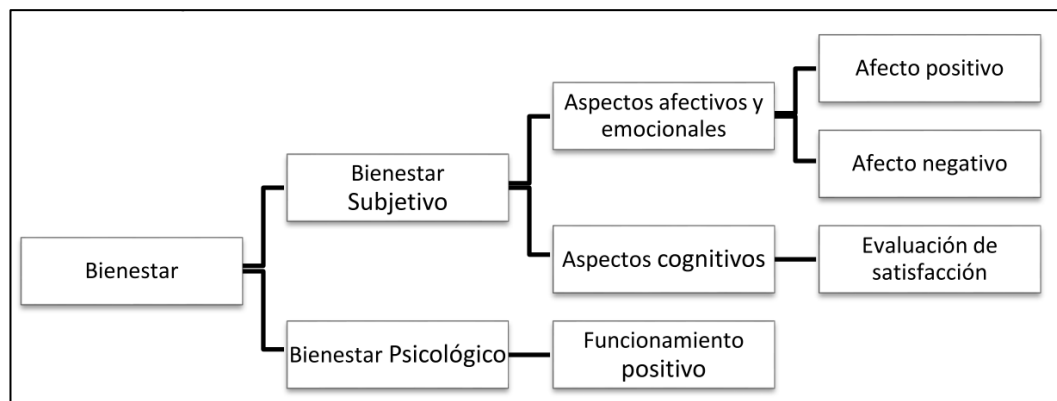 Bienestar
Bienestar
Subjetivo
Aspectos afectivos y
emocionales
Afecto positivo
Afecto negativo
Aspectos cognitivos
Evaluación de
satisfacción
Bienestar Psicológico
Funcionamiento
positivo